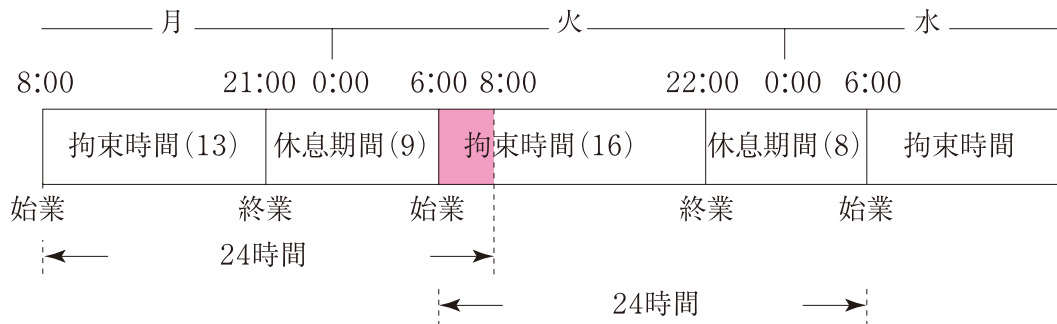 月 火 水
8:00 21:00 0:00 6:00 8:00 22:00 0:00 6:00
拘束時間(13) 休息期間(9) 拘束時間(16) 休息期間(8) 拘束時間
始業 終業 始業 終業 始業
24時間
24時間